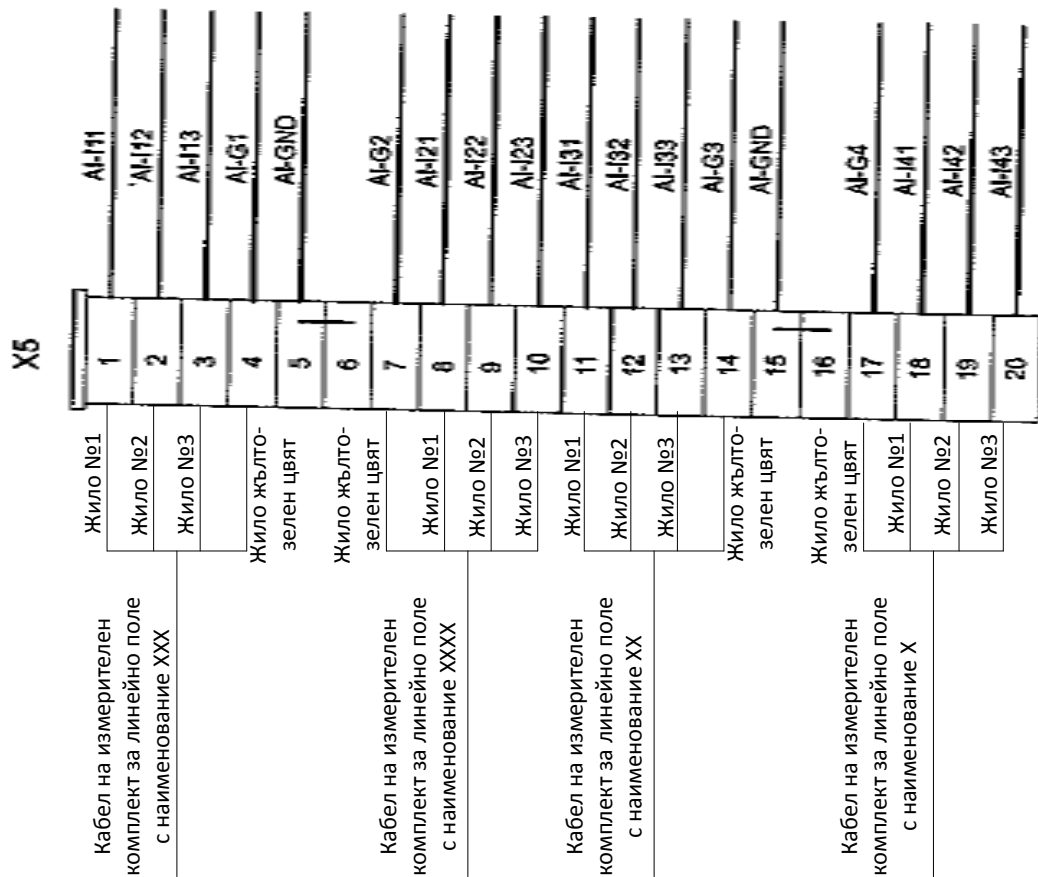 X5
AI-I11
'AI-I12
AI-I13
AI-G1
AI-GND
AI-G2
AI-I21
AI-I22
AI-I23
AI-I31
AI-I32
AI-I33
AI-G3
AI-GND
AI-G4
AI-I41
AI-I42
AI-I43
1
2
3
4
5
6
7
8
9
10
11
12
13
14
15
16
17
18
19
20
Жило №1
Жило №2
Жило №3
Жило жълто-
зелен цвят
Жило жълто-
зелен цвят
Жило №1
Жило №2
Жило №3
Жило №1
Жило №2
Жило №3
Жило жълто-
зелен цвят
Жило жълто-
зелен цвят
Жило №1
Жило №2
Жило №3
Кабел на измерителен
комплект за линейно поле
с наименование XXX
Кабел на измерителен
комплект за линейно поле
с наименование XXXX
Кабел на измерителен
комплект за линейно поле
с наименование XX
Кабел на измерителен
комплект за линейно поле
с наименование X